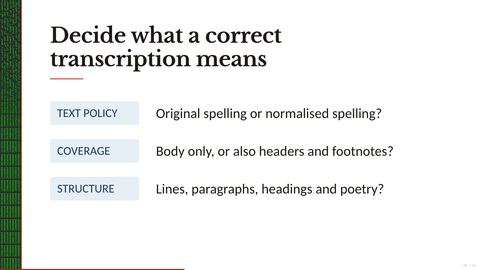 Decide what a correct
transcription means
TEXT POLICY Original spelling or normalised spelling?
COVERAGE Body only, or also headers and footnotes?
STRUCTURE Lines, paragraphs, headings and poetry?